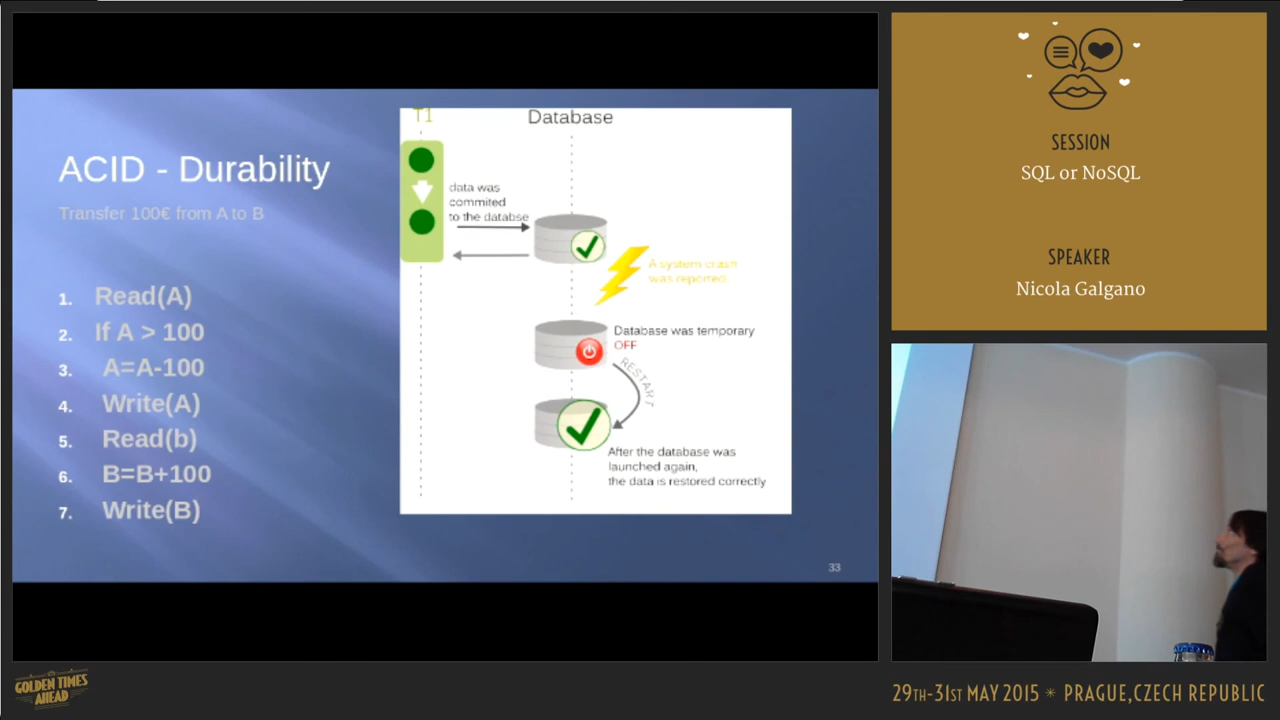 ACID - Durability
Transfer 100€ from A to B
1. Read(A)
2. If A > 100
3. A=A-100
4. Write(A)
5. Read(b)
6. B=B+100
7. Write(B)
T1
Database
data was
commited
to the databse
A system crash
was reported.
Database was temporary
OFF
RESTART
After the database was
launched again,
the data is restored correctly
33
SESSION
SQL or NoSQL
SPEAKER
Nicola Galgano
GOLDEN TIMES
AHEAD
29TH-31ST MAY 2015 * PRAGUE,CZECH REPUBLIC